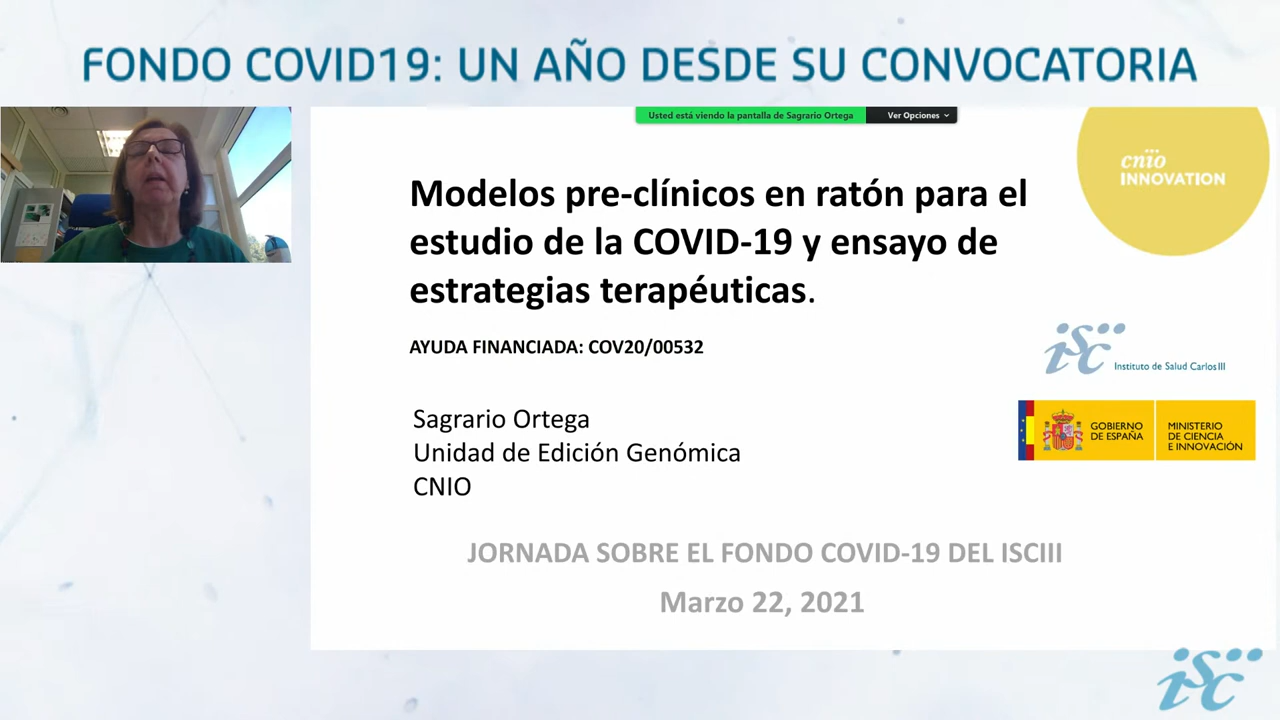 FONDO COVID19: UN AÑO DESDE SU CONVOCATORIA
Usted está viendo la pantalla de Sagrario Ortega
Ver Opciones
cnio
INNOVATION
Modelos pre-clínicos en ratón para el
estudio de la COVID-19 y ensayo de
estrategias terapéuticas.
AYUDA FINANCIADA: COV20/00532
isc
Instituto de Salud Carlos III
Sagrario Ortega
Unidad de Edición Genómica
CNIO
GOBIERNO
DE ESPAÑA
MINISTERIO
DE CIENCIA
E INNOVACIÓN
JORNADA SOBRE EL FONDO COVID-19 DEL ISCIII
Marzo 22, 2021
isc